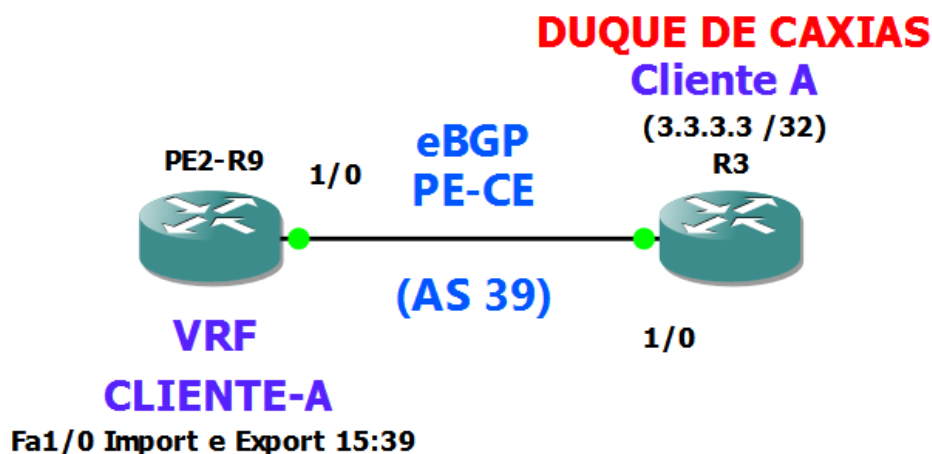 DUQUE DE CAXIAS
Cliente A
(3.3.3.3 /32)
R3
eBGP
PE-CE
PE2-R9
1/0
(AS 39)
1/0
VRF
CLIENTE-A
Fa1/0 Import e Export 15:39